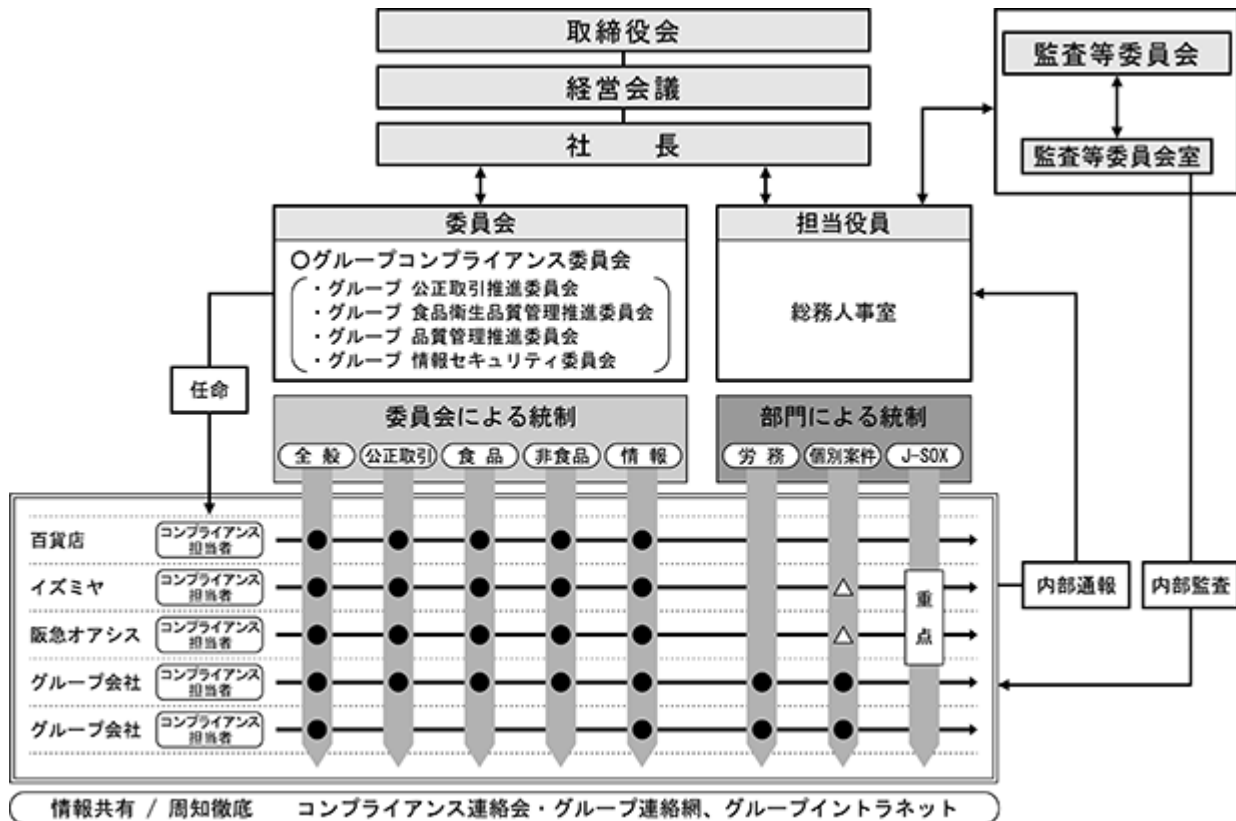 取締役会
経営会議
社　　長
監査等委員会
監査等委員会室
委員会
〇グループコンプライアンス委員会
・グループ 公正取引推進委員会
・グループ 食品衛生品質管理推進委員会
・グループ 品質管理推進委員会
・グループ 情報セキュリティ委員会
担当役員
総務人事室
任命
委員会による統制
全 般
公正取引
食 品
非食品
情 報
部門による統制
労 務
個別案件
J-SOX
百貨店
コンプライアンス
担当者
イズミヤ
コンプライアンス
担当者
阪急オアシス
コンプライアンス
担当者
グループ会社
コンプライアンス
担当者
グループ会社
コンプライアンス
担当者
重
点
内部通報
内部監査
情報共有 / 周知徹底　　コンプライアンス連絡会・グループ連絡網、グループイントラネット